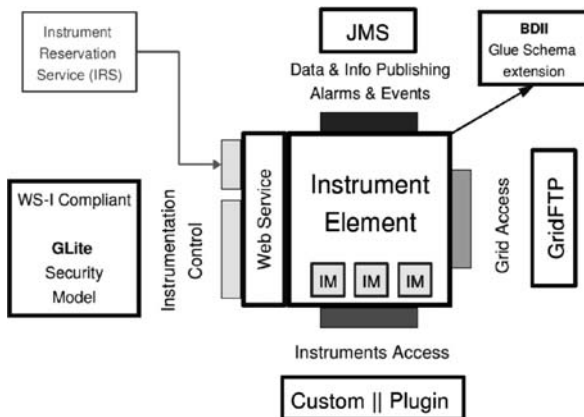 Instrument
Reservation
Service (IRS)
JMS
Data & Info Publishing
Alarms & Events
BDII
Glue Schema
extension
WS-I Compliant
GLite
Security
Model
Instrumentation
Control
Web Service
Instrument
Element
IM IM IM
Grid Access
GridFTP
Instruments Access
Custom || Plugin